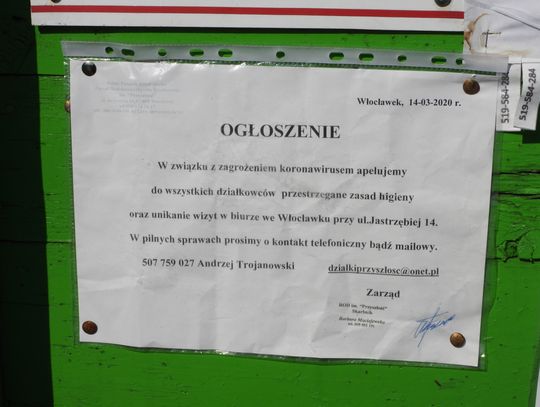 Włocławek, 14-03-2020 r.
OGŁOSZENIE
W związku z zagrożeniem koronawirusem apelujemy
do wszystkich działkowców przestrzegane zasad higieny
oraz unikanie wizyt w biurze we Włocławku przy ul.Jastrzębiej 14.
W pilnych sprawach prosimy o kontakt telefoniczny bądź mailowy.
507 759 027 Andrzej Trojanowski dzialkiprzyszlosc@onet.pl
Zarząd
ROD im. "Przyszłość"
Skarbnik
Barbara Maciejewska
519-584-284
519-584-284